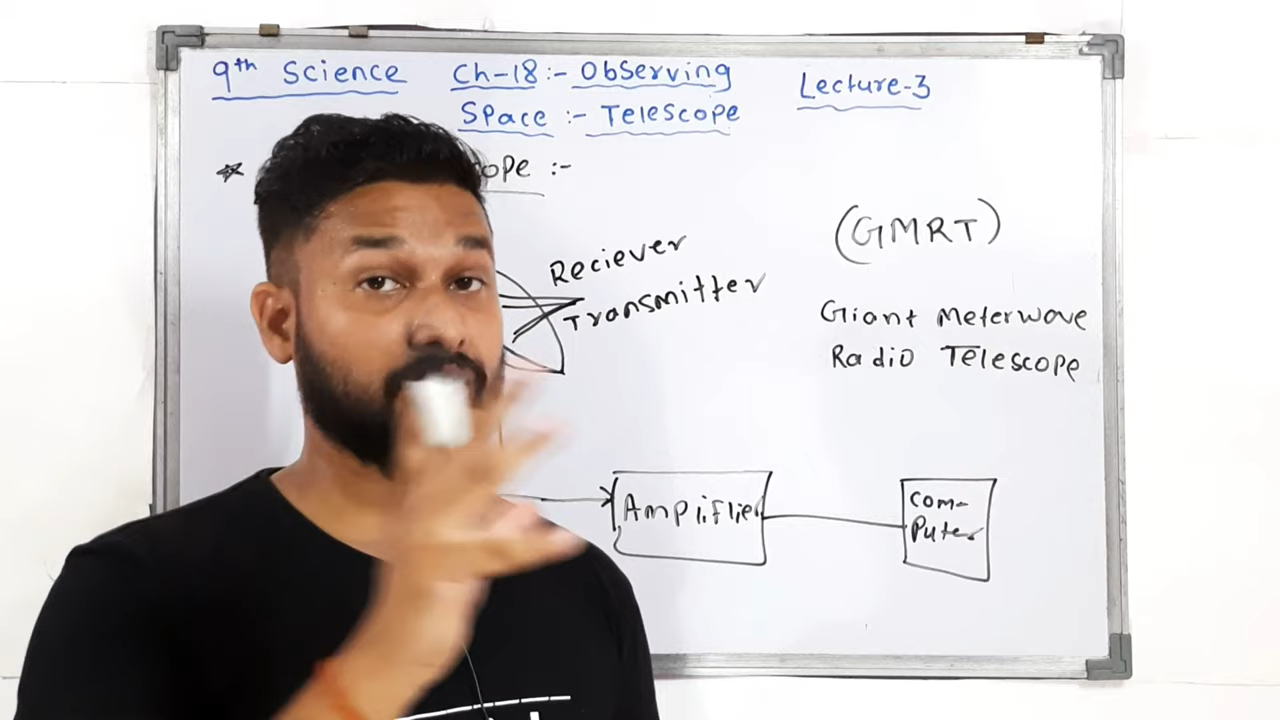 9th Science Ch-18:- Observing Lecture-3
Space :- Telescope
ope :-
(GMRT)
Reciever
Transmitter
Giant Meterwave
Radio Telescope
Ampiflier
Com-
Puter